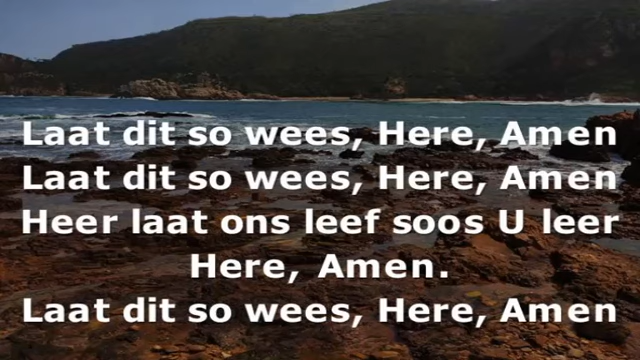 Laat dit so wees, Here, Amen
Laat dit so wees, Here, Amen
Heer laat ons leef soos U leer
Here, Amen.
Laat dit so wees, Here, Amen